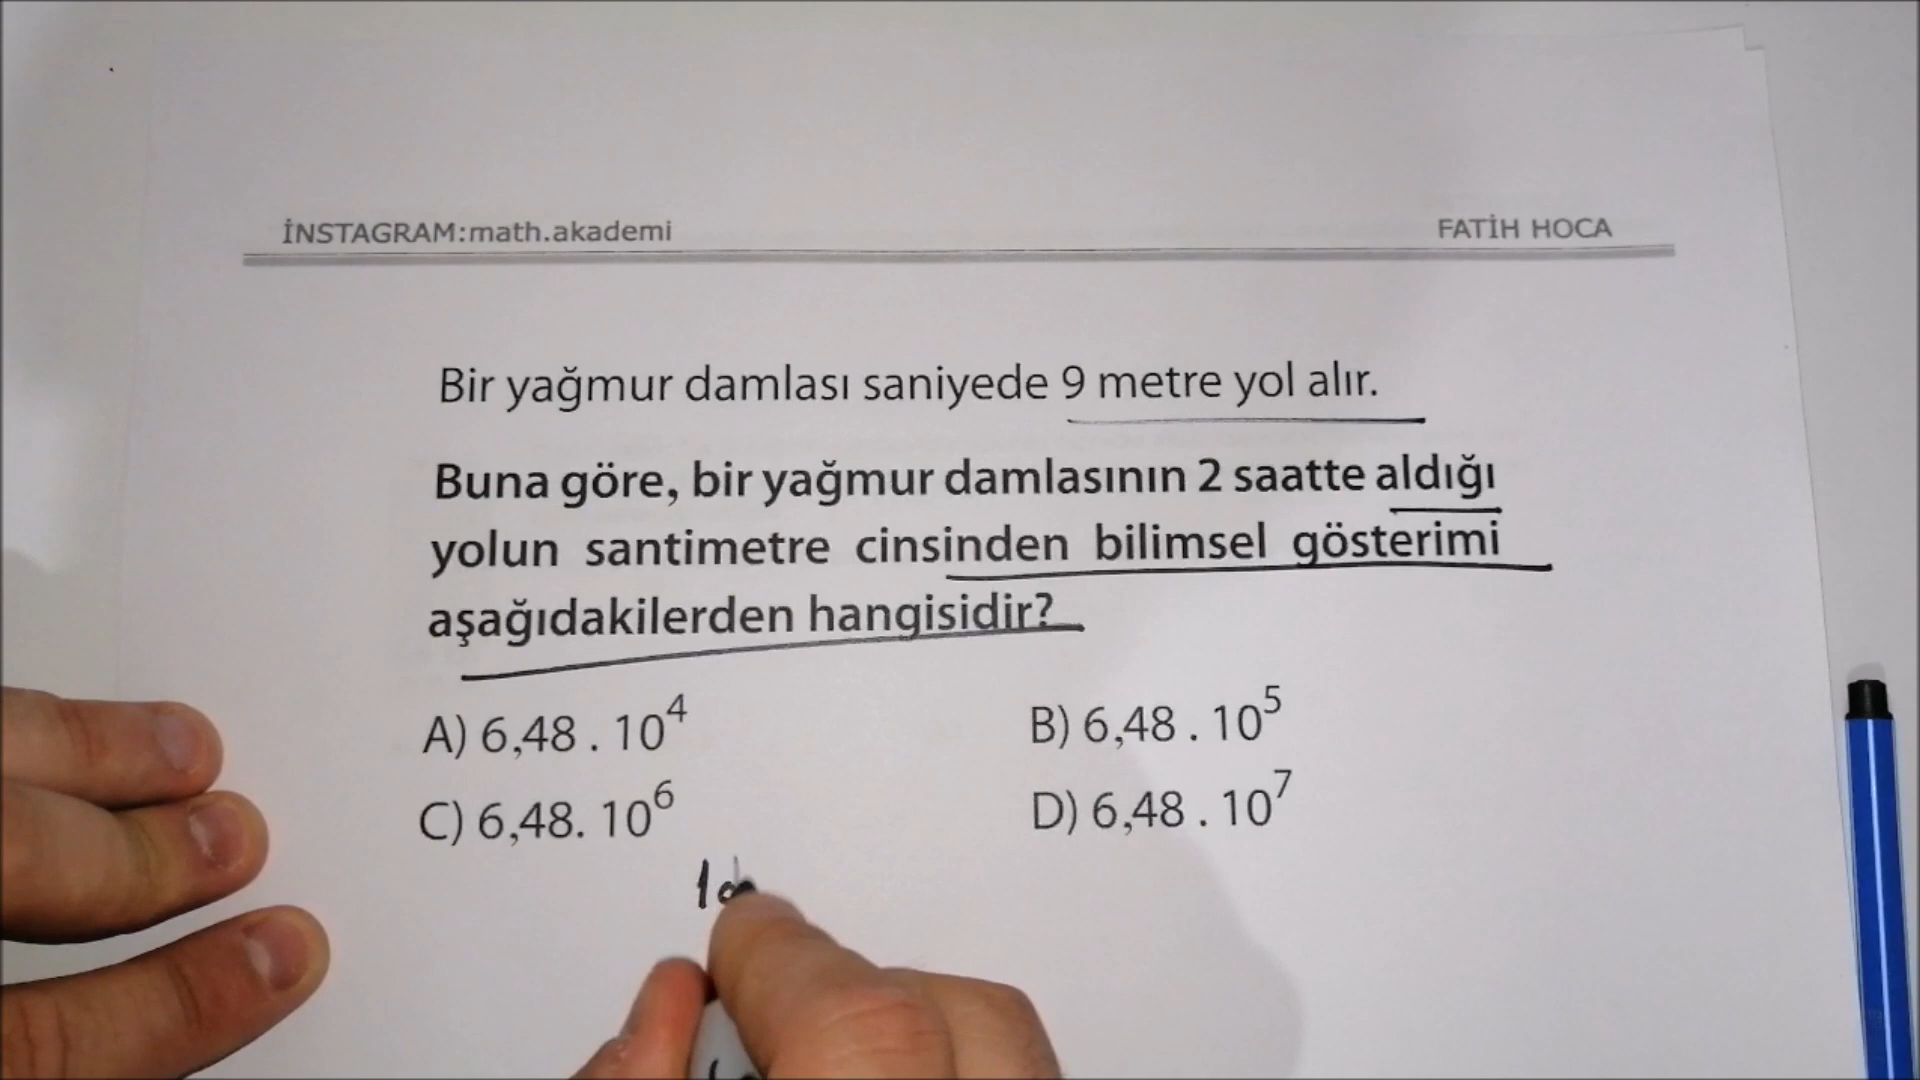 İNSTAGRAM:math.akademi FATİH HOCA
Bir yağmur damlası saniyede 9 metre yol alır.
Buna göre, bir yağmur damlasının 2 saatte aldığı
yolun santimetre cinsinden bilimsel gösterimi
aşağıdakilerden hangisidir?
A) 6,48 . 10⁴ B) 6,48 . 10⁵
C) 6,48. 10⁶ D) 6,48 . 10⁷